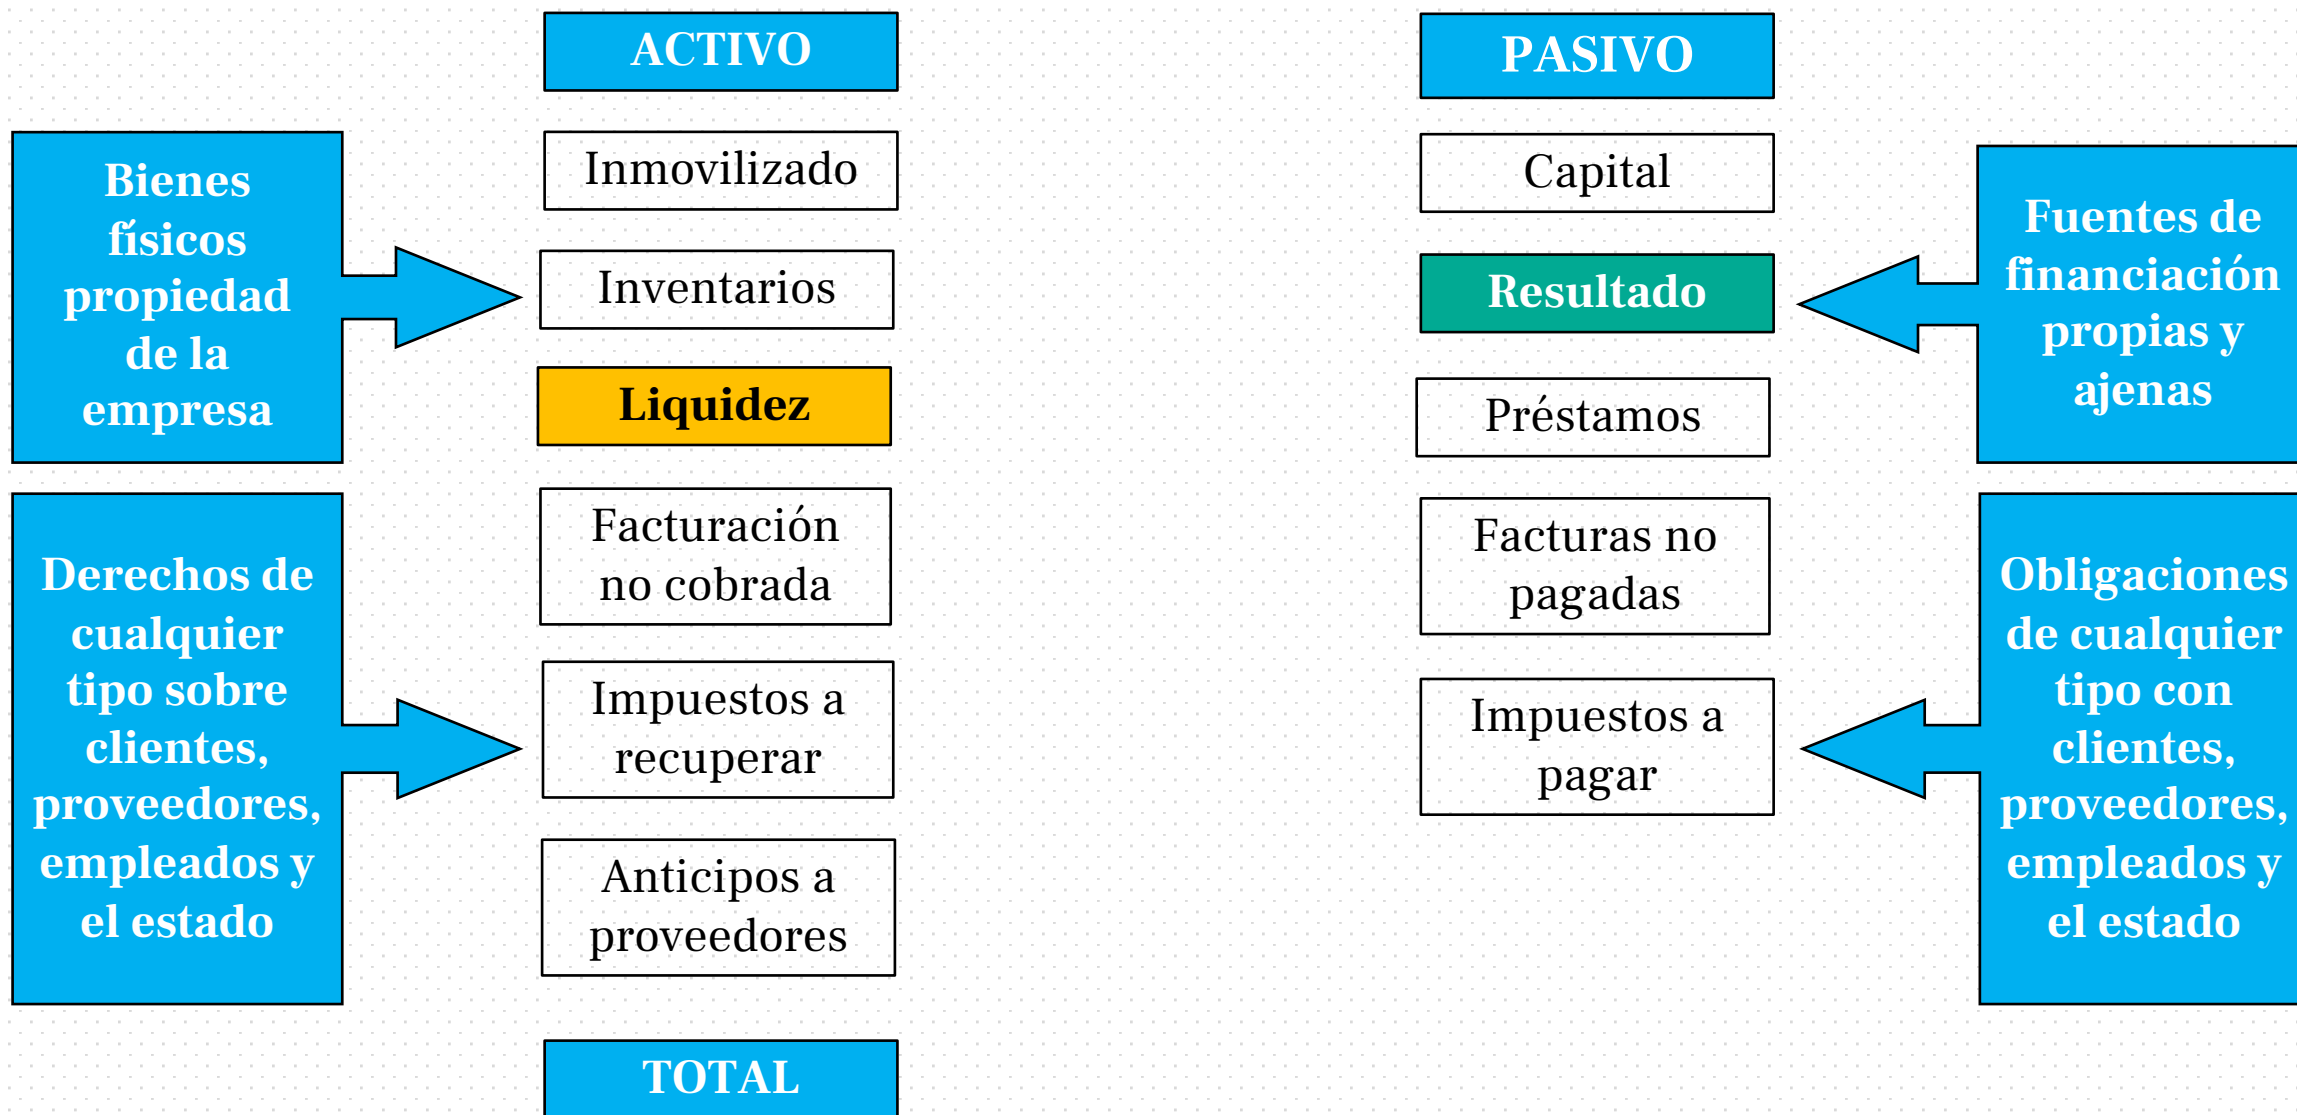 ACTIVO
Bienes
físicos
propiedad
de la
empresa
Derechos de
cualquier
tipo sobre
clientes,
proveedores,
empleados y
el estado
Inmovilizado
Inventarios
Liquidez
Facturación
no cobrada
Impuestos a
recuperar
Anticipos a
proveedores
TOTAL
PASIVO
Capital
Resultado
Préstamos
Facturas no
pagadas
Impuestos a
pagar
Fuentes de
financiación
propias y
ajenas
Obligaciones
de cualquier
tipo con
clientes,
proveedores,
empleados y
el estado